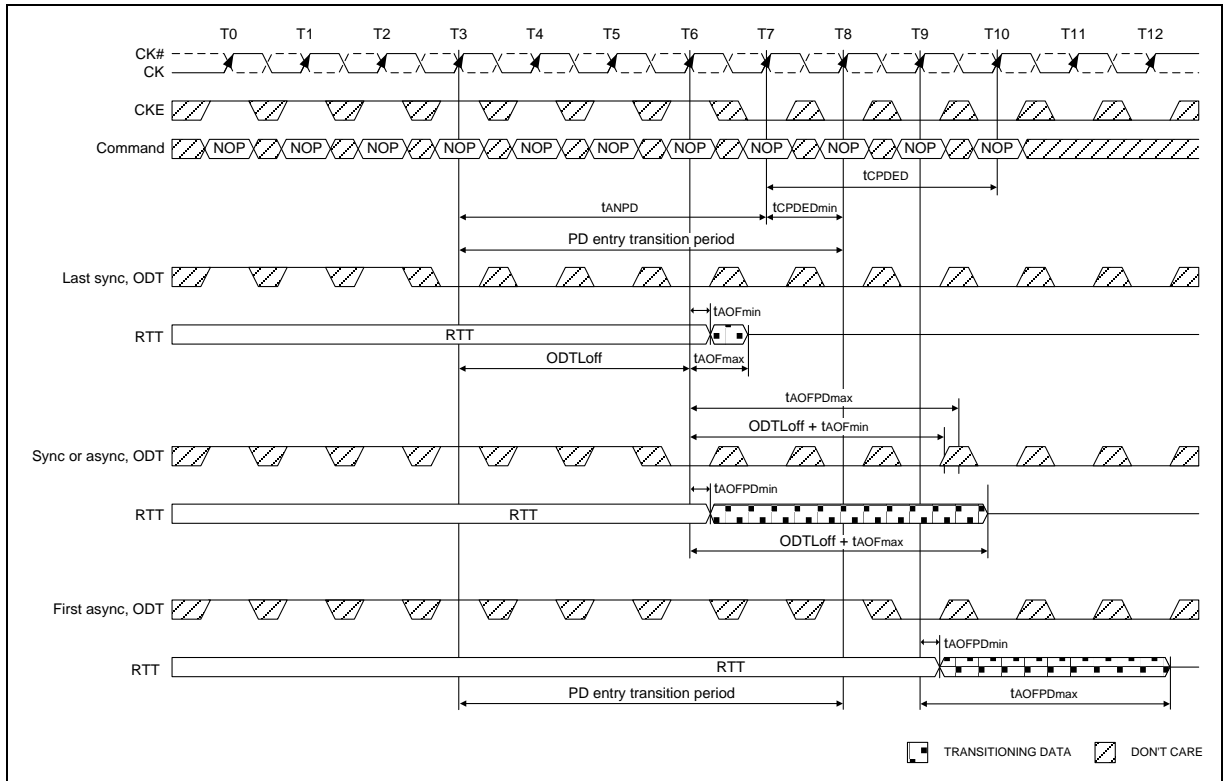 T0 T1 T2 T3 T4 T5 T6 T7 T8 T9 T10 T11 T12
CK#
CK
CKE
Command NOP NOP NOP NOP NOP NOP NOP NOP NOP NOP NOP
tCPDED
tANPD tCPDEDmin
PD entry transition period
Last sync, ODT
tAOFmin
RTT RTT
ODTLoff tAOFmax
tAOFPDmax
ODTLoff + tAOFmin
Sync or async, ODT
tAOFPDmin
RTT RTT
ODTLoff + tAOFmax
First async, ODT
tAOFPDmin
RTT RTT
PD entry transition period tAOFPDmax
TRANSITIONING DATA DON'T CARE